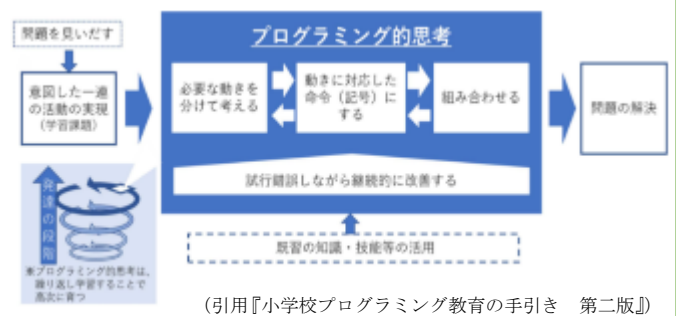 問題を見いだす
意図した一連
の活動の実現
(学習課題)
プログラミング的思考
必要な動きを
分けて考える
動きに対応した
命令(記号)に
する
組み合わせる
試行錯誤しながら継続的に改善する
問題の解決
既習の知識・技能等の活用
発達の段階
※プログラミング的思考は、
繰り返し学習することで
高次に育つ
(引用『小学校プログラミング教育の手引き 第二版』)